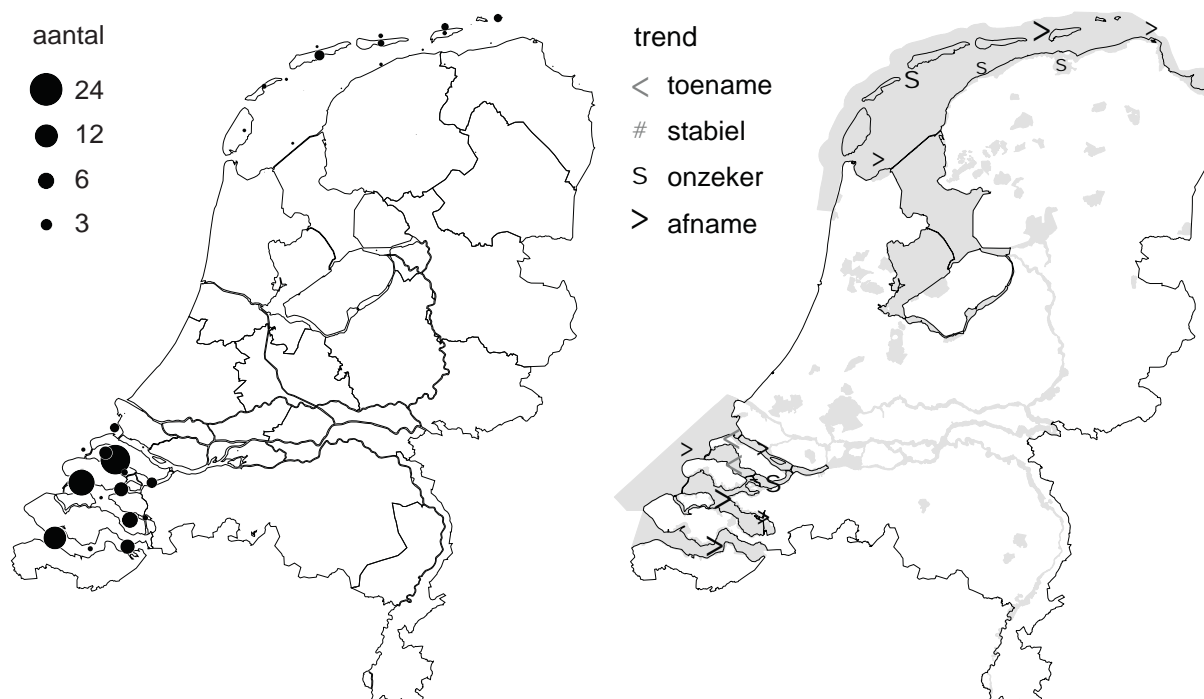 aantal
24
12
6
3
trend
< toename
# stabiel
S onzeker
> afname
S
S
S
>
>
>
>
>
>